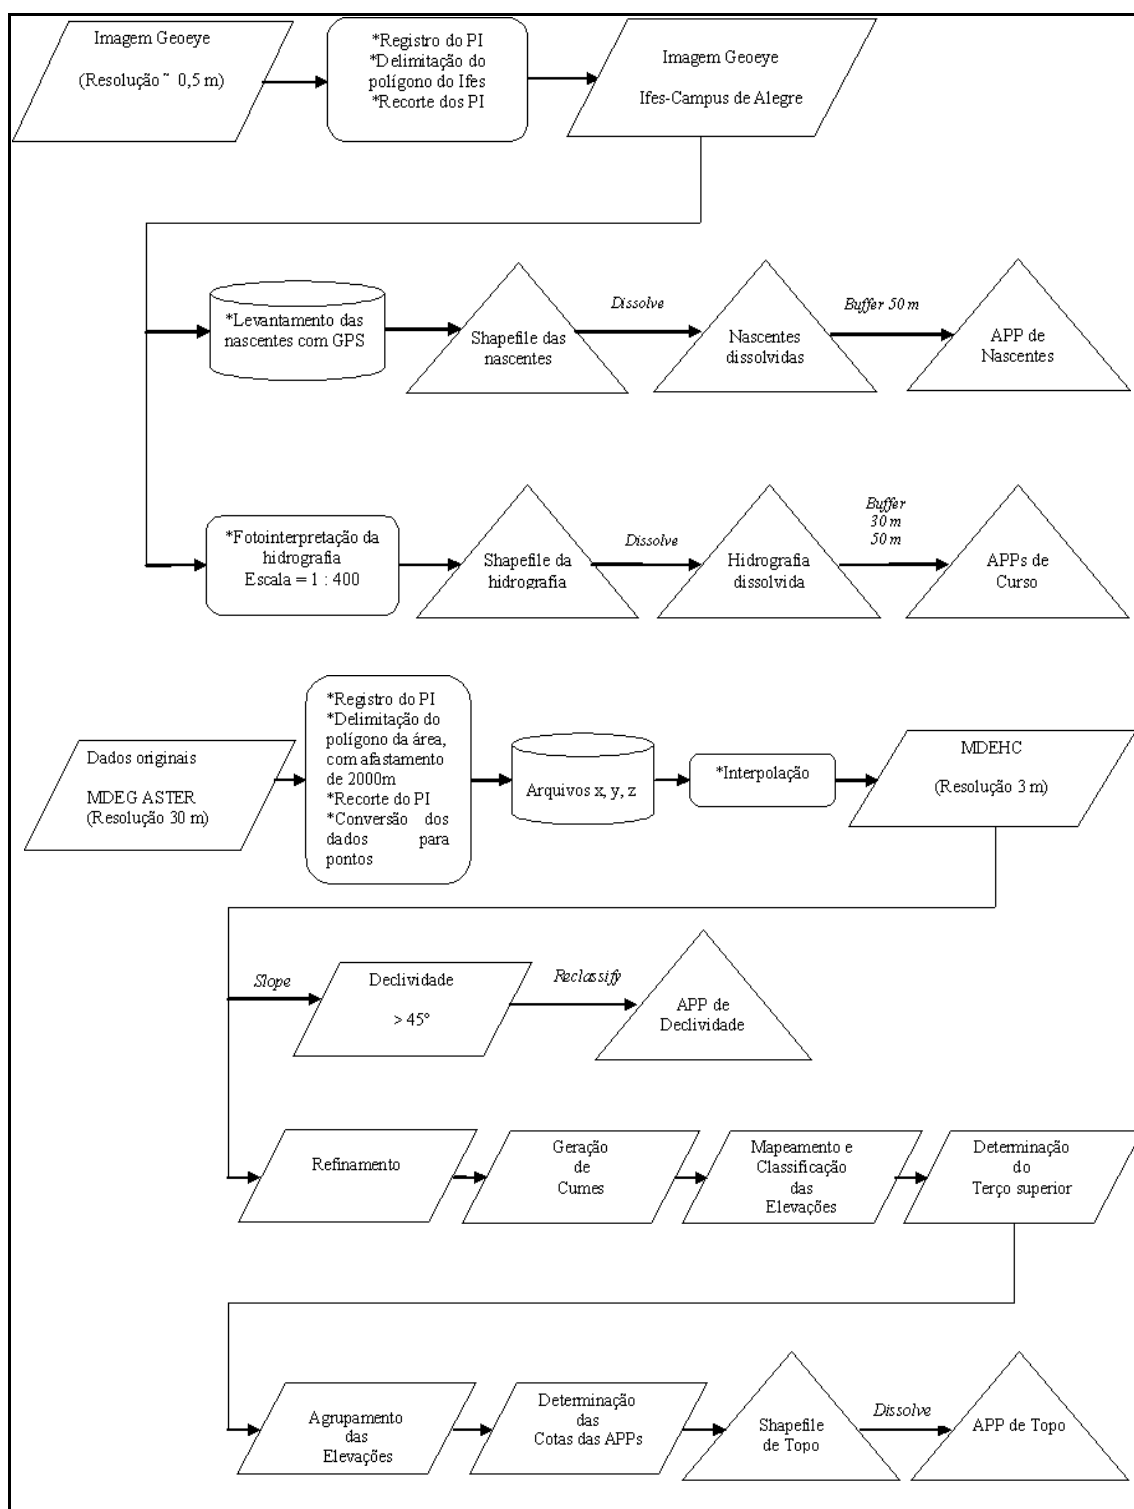 Imagem Geoeye
(Resolução ~ 0,5 m)
*Registro do PI
*Delimitação do
polígono do Ifes
*Recorte dos PI
Imagem Geoeye
Ifes-Campus de Alegre
*Levantamento das
nascentes com GPS
Shapefile das
nascentes
Dissolve
Nascentes
dissolvidas
Buffer 50 m
APP de
Nascentes
*Fotointerpretação da
hidrografia
Escala = 1 : 400
Shapefile da
hidrografia
Dissolve
Hidrografia
dissolvida
Buffer
30 m
50 m
APPs de
Curso
Dados originais
MDEG ASTER
(Resolução 30 m)
*Registro do PI
*Delimitação do
polígono da área,
com afastamento
de 2000m
*Recorte do PI
*Conversão dos
dados para
pontos
Arquivos x, y, z
*Interpolação
MDEHC
(Resolução 3 m)
Slope
Declividade
> 45°
Reclassify
APP de
Declividade
Refinamento
Geração
de
Cumes
Mapeamento e
Classificação
das
Elevações
Determinação
do
Terço superior
Agrupamento
das
Elevações
Determinação
das
Cotas das APPs
Shapefile
de Topo
Dissolve
APP de Topo